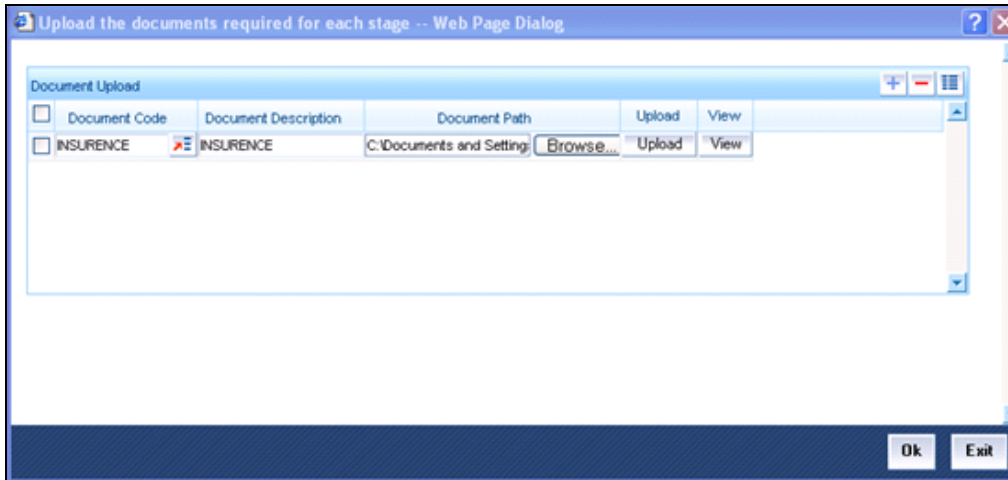 Upload the documents required for each stage -- Web Page Dialog
Document Upload
Document Code Document Description Document Path Upload View
INSURENCE INSURENCE C:\Documents and Setting Browse... Upload View
Ok Exit